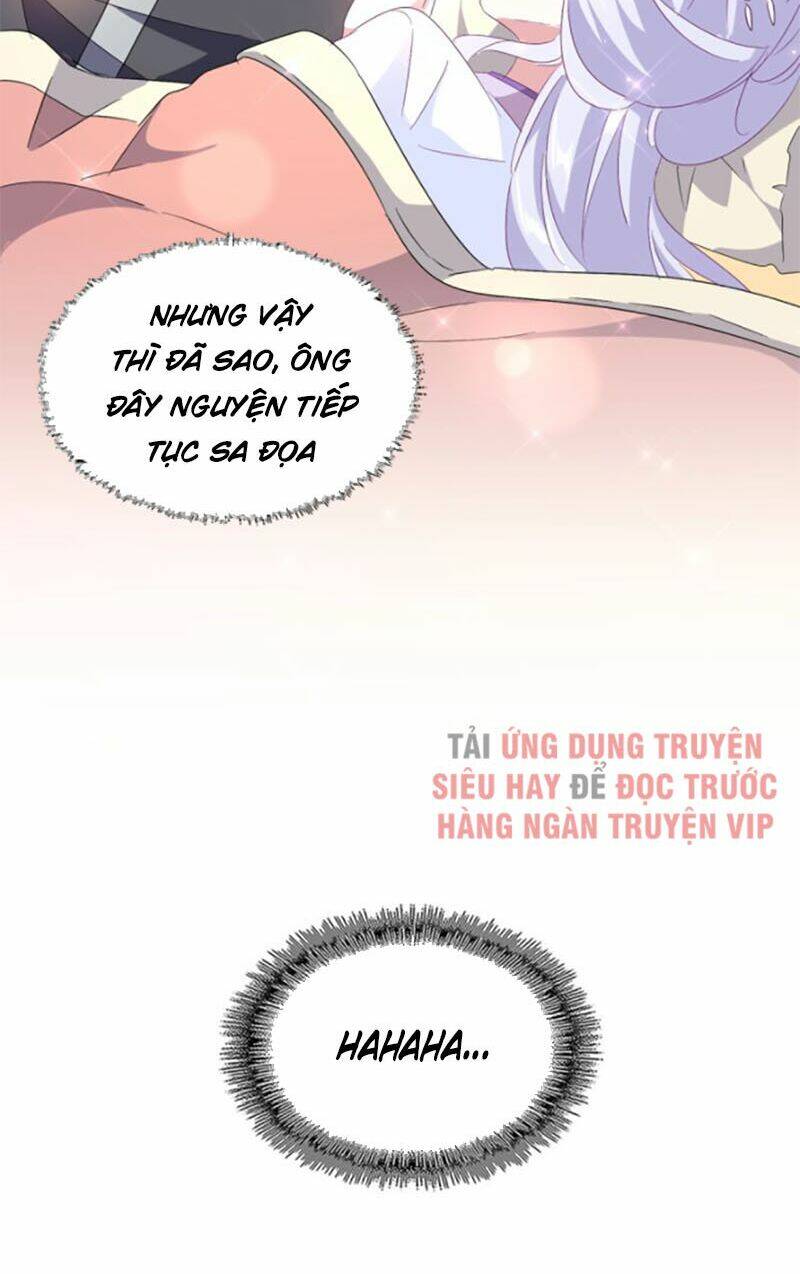 NHƯNG VẬY
THÌ ĐÃ SAO, ÔNG
ĐÂY NGUYỆN TIẾP
TỤC SA ĐỌA
TẢI ỨNG DỤNG TRUYỆN
SIÊU HAY ĐỂ ĐỌC TRƯỚC
HÀNG NGÀN TRUYỆN VIP
HAHAHA...